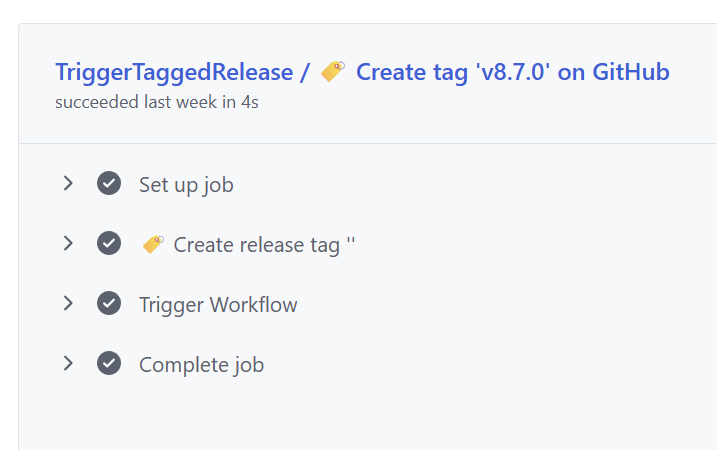 TriggerTaggedRelease / 🏷️ Create tag 'v8.7.0' on GitHub
succeeded last week in 4s
Set up job
🏷️ Create release tag ''
Trigger Workflow
Complete job